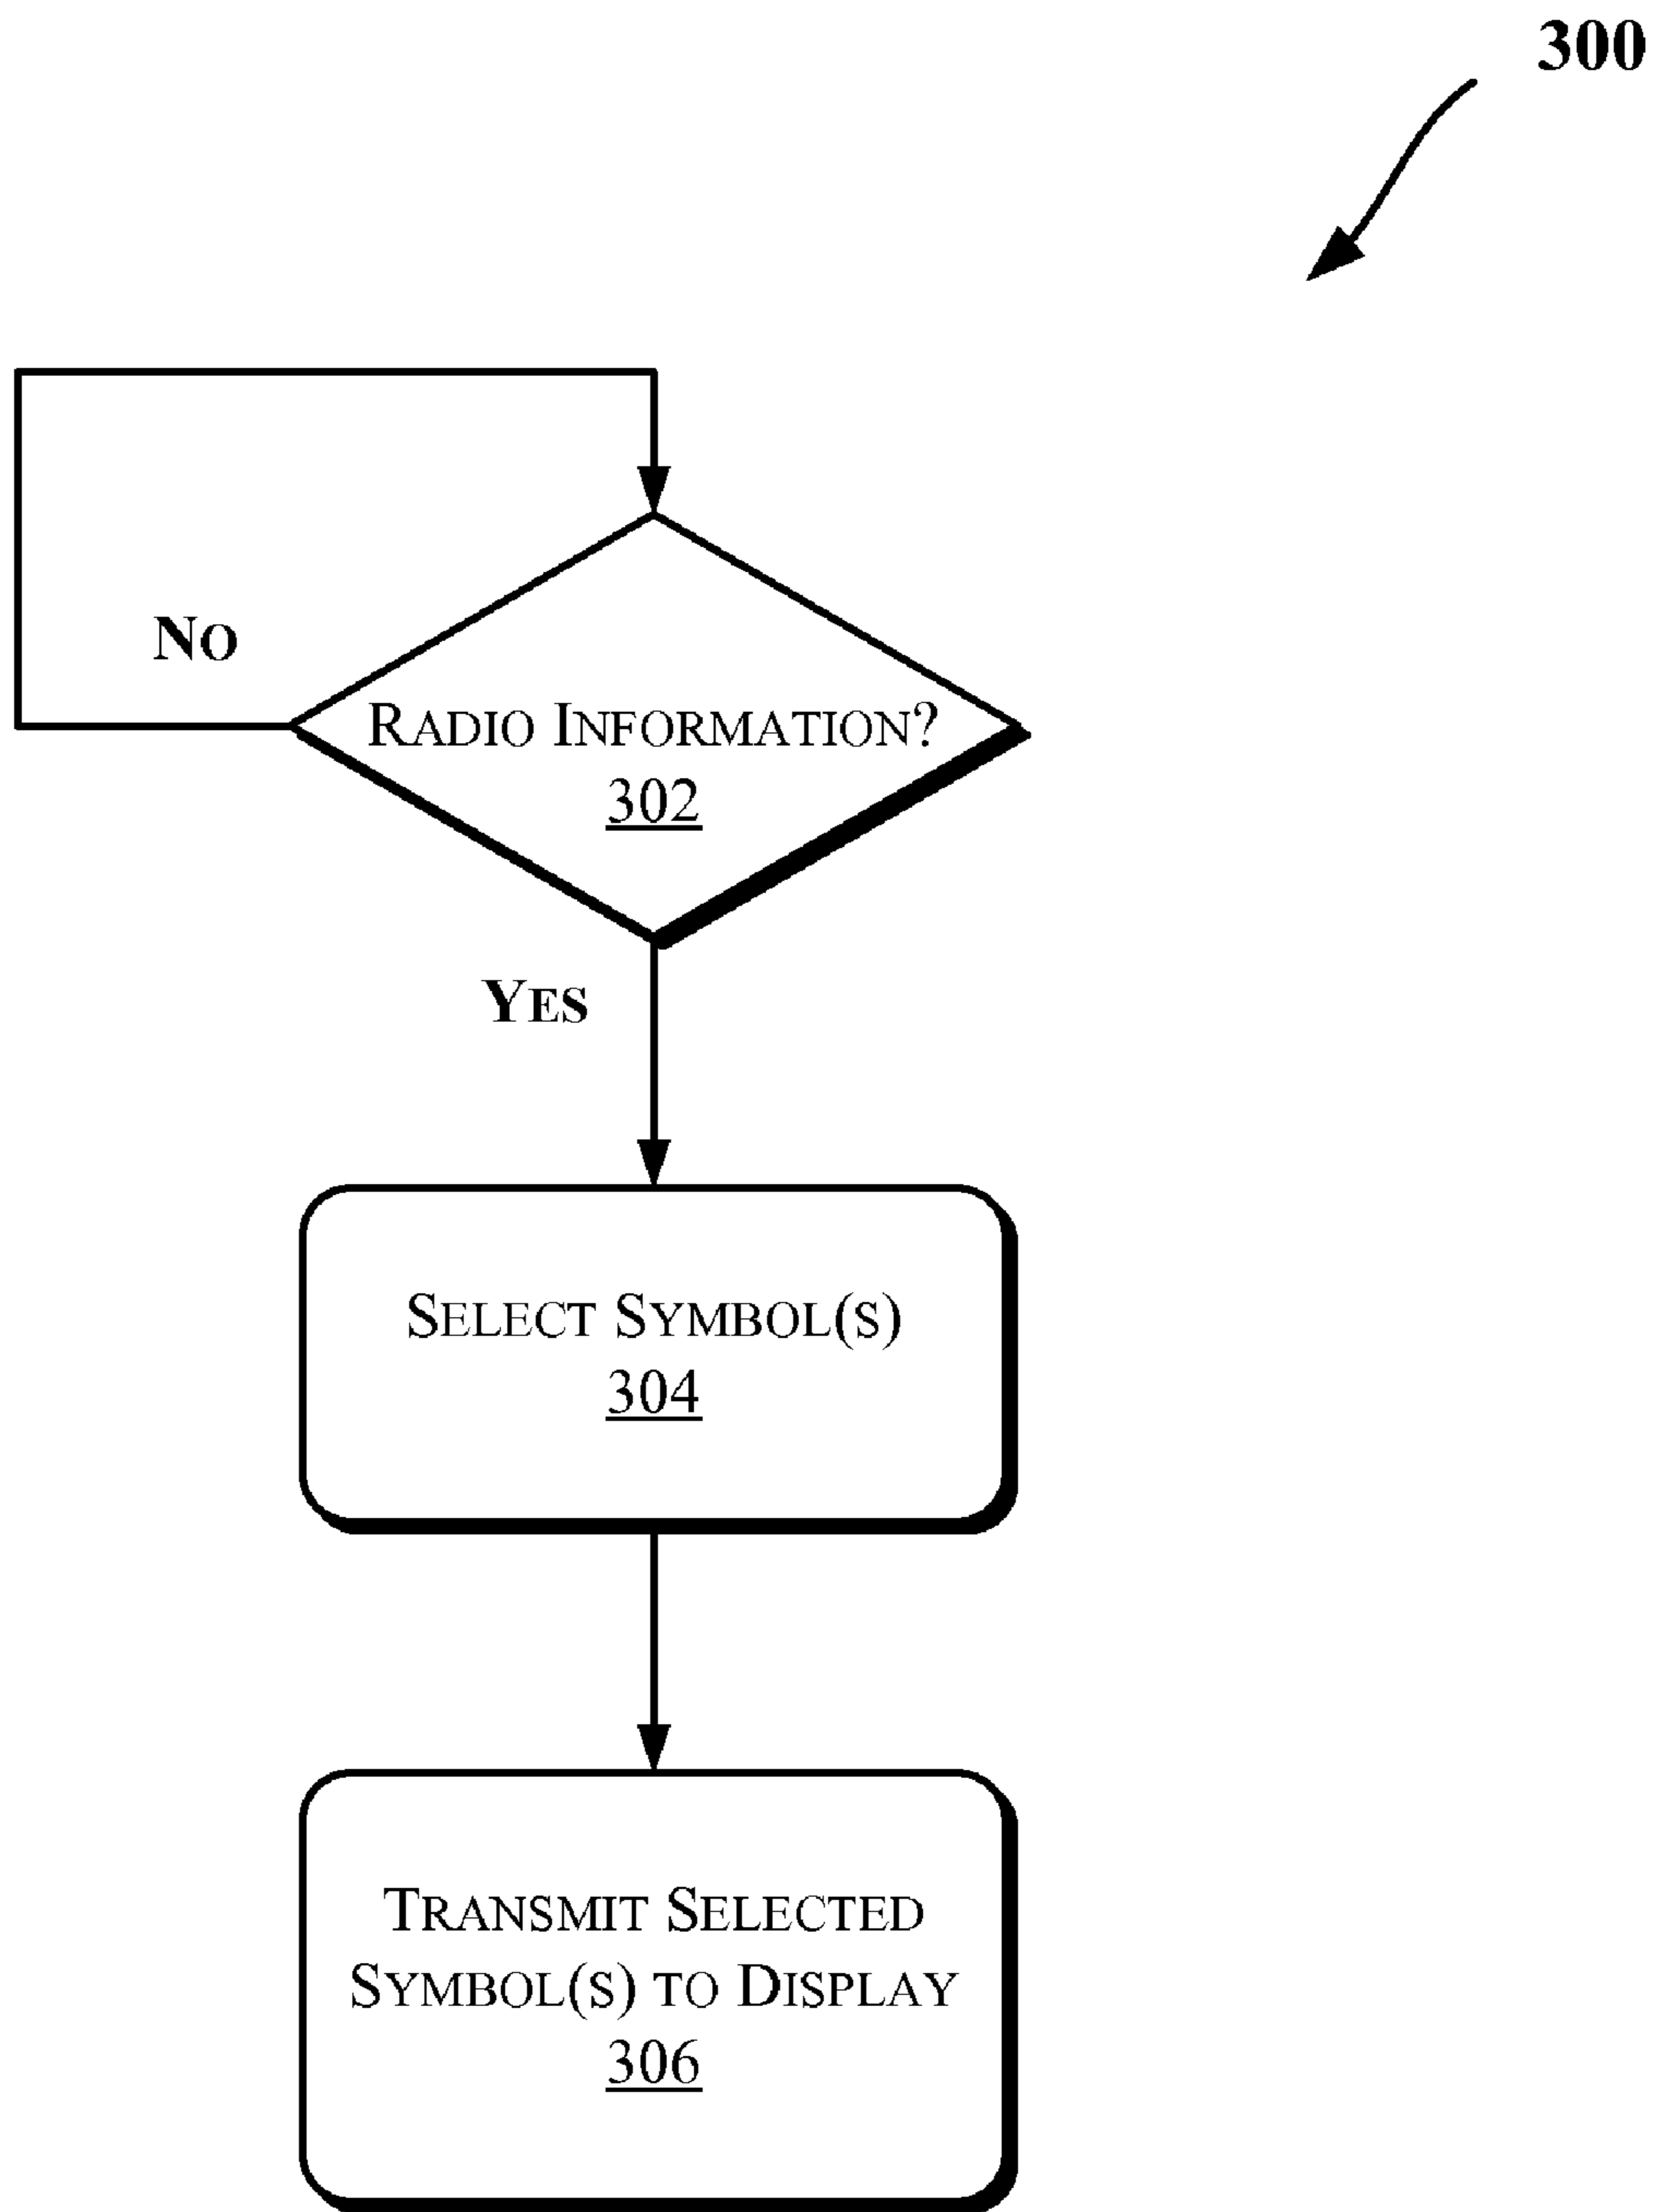 300
No
Radio Information?
302
Yes
Select Symbol(s)
304
Transmit Selected
Symbol(s) to Display
306